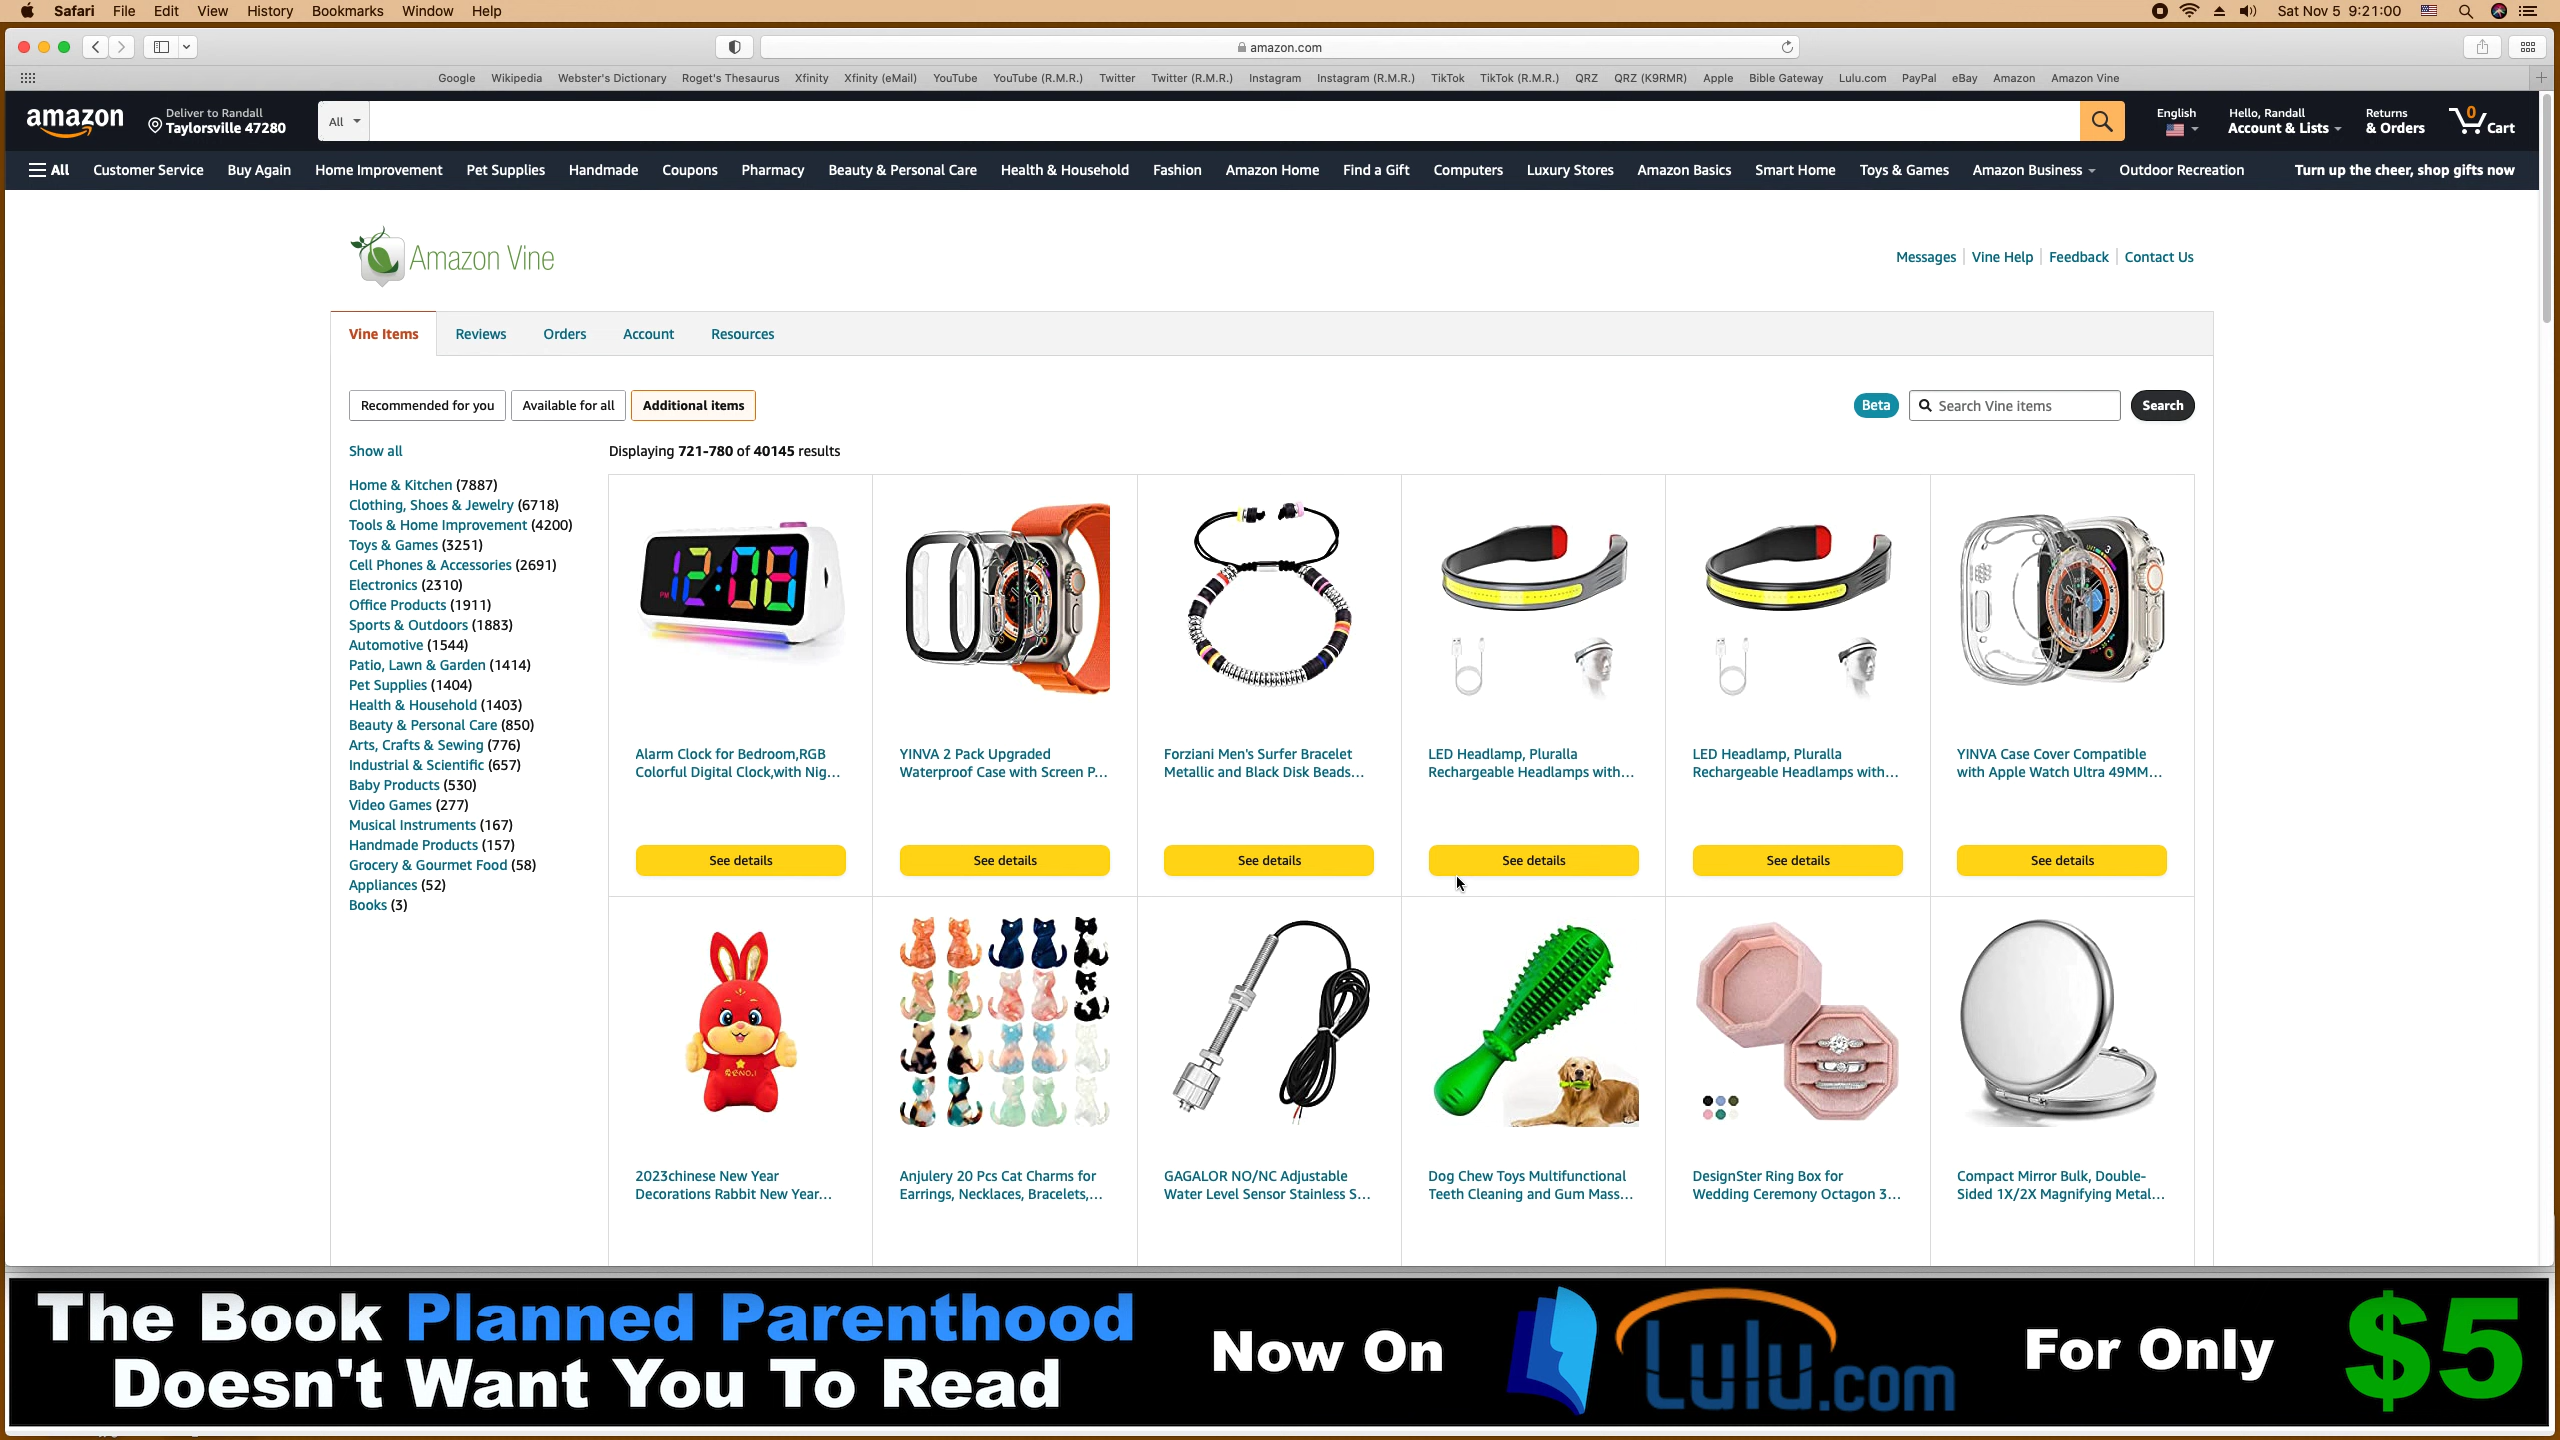 Safari File Edit View History Bookmarks Window Help
Sat Nov 5 9:21:00
amazon.com
Google Wikipedia Webster's Dictionary Roget's Thesaurus Xfinity Xfinity (eMail) YouTube YouTube (R.M.R.) Twitter Twitter (R.M.R.) Instagram Instagram (R.M.R.) TikTok TikTok (R.M.R.) QRZ QRZ (K9RMR) Apple Bible Gateway Lulu.com PayPal eBay Amazon Amazon Vine
amazon
Deliver to Randall
Taylorsville 47280
All
English
Hello, Randall
Account & Lists
Returns
& Orders
0
Cart
All Customer Service Buy Again Home Improvement Pet Supplies Handmade Coupons Pharmacy Beauty & Personal Care Health & Household Fashion Amazon Home Find a Gift Computers Luxury Stores Amazon Basics Smart Home Toys & Games Amazon Business Outdoor Recreation Turn up the cheer, shop gifts now
Amazon Vine
Messages Vine Help Feedback Contact Us
Vine Items Reviews Orders Account Resources
Recommended for you Available for all Additional items
Beta Search Vine items Search
Show all
Displaying 721-780 of 40145 results
Home & Kitchen (7887)
Clothing, Shoes & Jewelry (6718)
Tools & Home Improvement (4200)
Toys & Games (3251)
Cell Phones & Accessories (2691)
Electronics (2310)
Office Products (1911)
Sports & Outdoors (1883)
Automotive (1544)
Patio, Lawn & Garden (1414)
Pet Supplies (1404)
Health & Household (1403)
Beauty & Personal Care (850)
Arts, Crafts & Sewing (776)
Industrial & Scientific (657)
Baby Products (530)
Video Games (277)
Musical Instruments (167)
Handmade Products (157)
Grocery & Gourmet Food (58)
Appliances (52)
Books (3)
PM 12:08
Alarm Clock for Bedroom,RGB
Colorful Digital Clock,with Nig...
See details
YINVA 2 Pack Upgraded
Waterproof Case with Screen P...
See details
Forziani Men's Surfer Bracelet
Metallic and Black Disk Beads...
See details
LED Headlamp, Pluralla
Rechargeable Headlamps with...
See details
LED Headlamp, Pluralla
Rechargeable Headlamps with...
See details
YINVA Case Cover Compatible
with Apple Watch Ultra 49MM...
See details
2023chinese New Year
Decorations Rabbit New Year...
Anjulery 20 Pcs Cat Charms for
Earrings, Necklaces, Bracelets,...
GAGALOR NO/NC Adjustable
Water Level Sensor Stainless S...
Dog Chew Toys Multifunctional
Teeth Cleaning and Gum Mass...
DesignSter Ring Box for
Wedding Ceremony Octagon 3...
Compact Mirror Bulk, Double-
Sided 1X/2X Magnifying Metal...
The Book Planned Parenthood
Doesn't Want You To Read
Now On
Lulu.com
For Only
$5